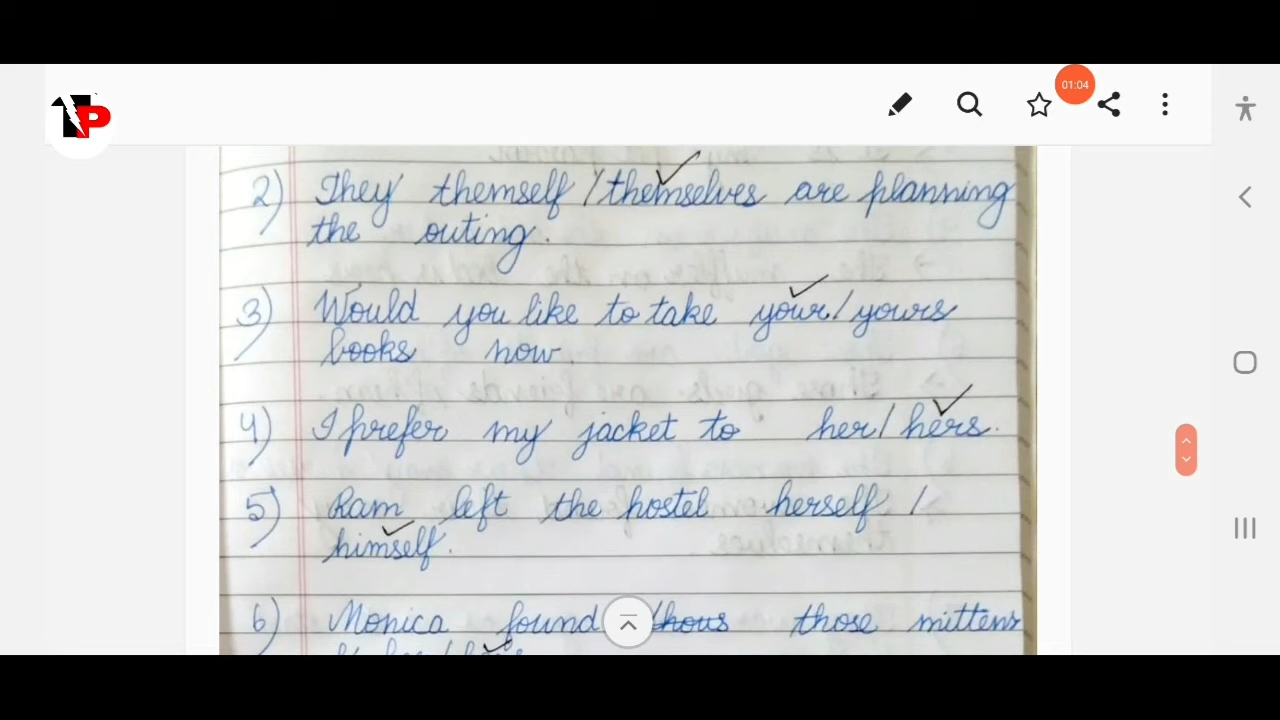 1P
01:04
2) They themself / themselves are planning
the outing.
3) Would you like to take your / yours
books now.
4) I prefer my jacket to her / hers.
5) Ram left the hostel herself /
himself.
6) Monica found those mittens